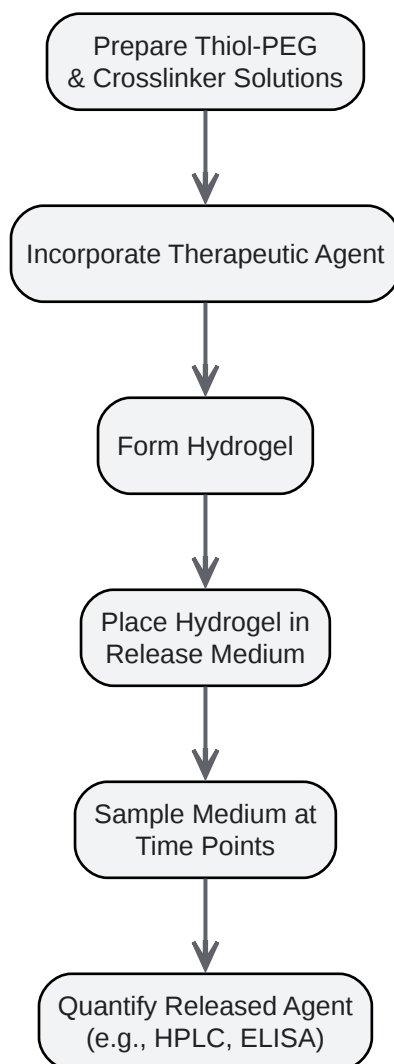 Prepare Thiol-PEG
& Crosslinker Solutions
Incorporate Therapeutic Agent
Form Hydrogel
Place Hydrogel in
Release Medium
Sample Medium at
Time Points
Quantify Released Agent
(e.g., HPLC, ELISA)